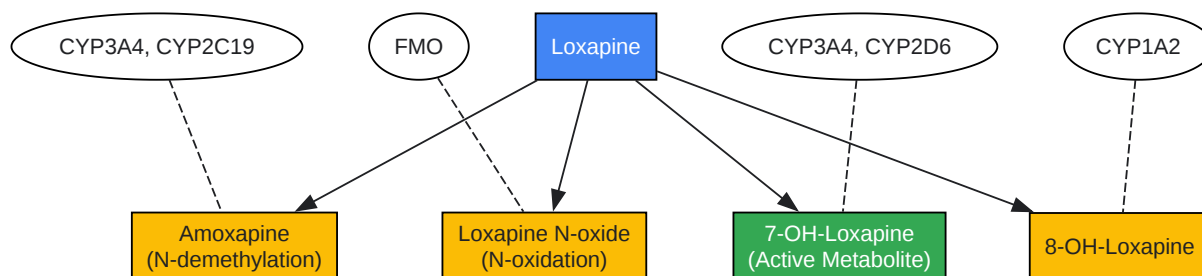 CYP3A4, CYP2C19
FMO
Loxapine
CYP3A4, CYP2D6
CYP1A2
Amoxapine
(N-demethylation)
Loxapine N-oxide
(N-oxidation)
7-OH-Loxapine
(Active Metabolite)
8-OH-Loxapine